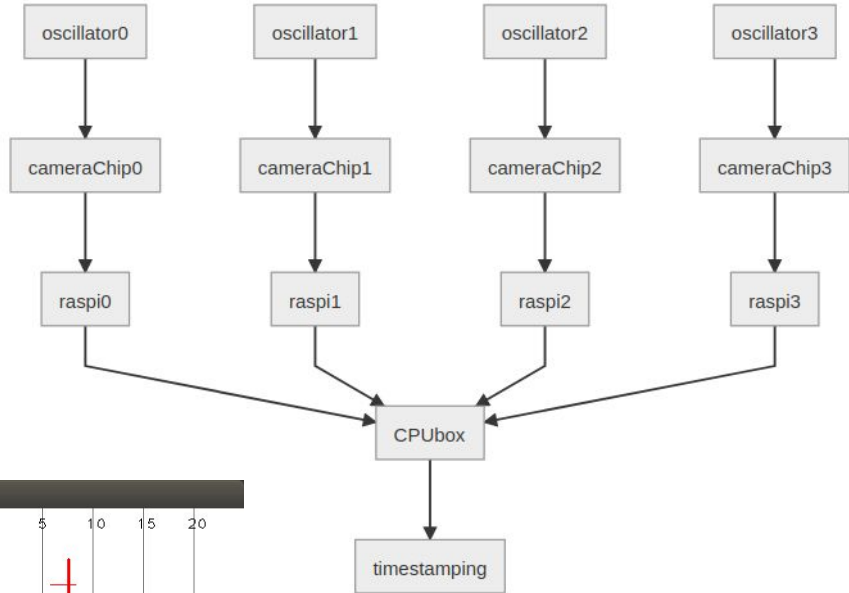 oscillator0 oscillator1 oscillator2 oscillator3
cameraChip0 cameraChip1 cameraChip2 cameraChip3
raspi0 raspi1 raspi2 raspi3
CPUbox
5 10 15 20
timestamping